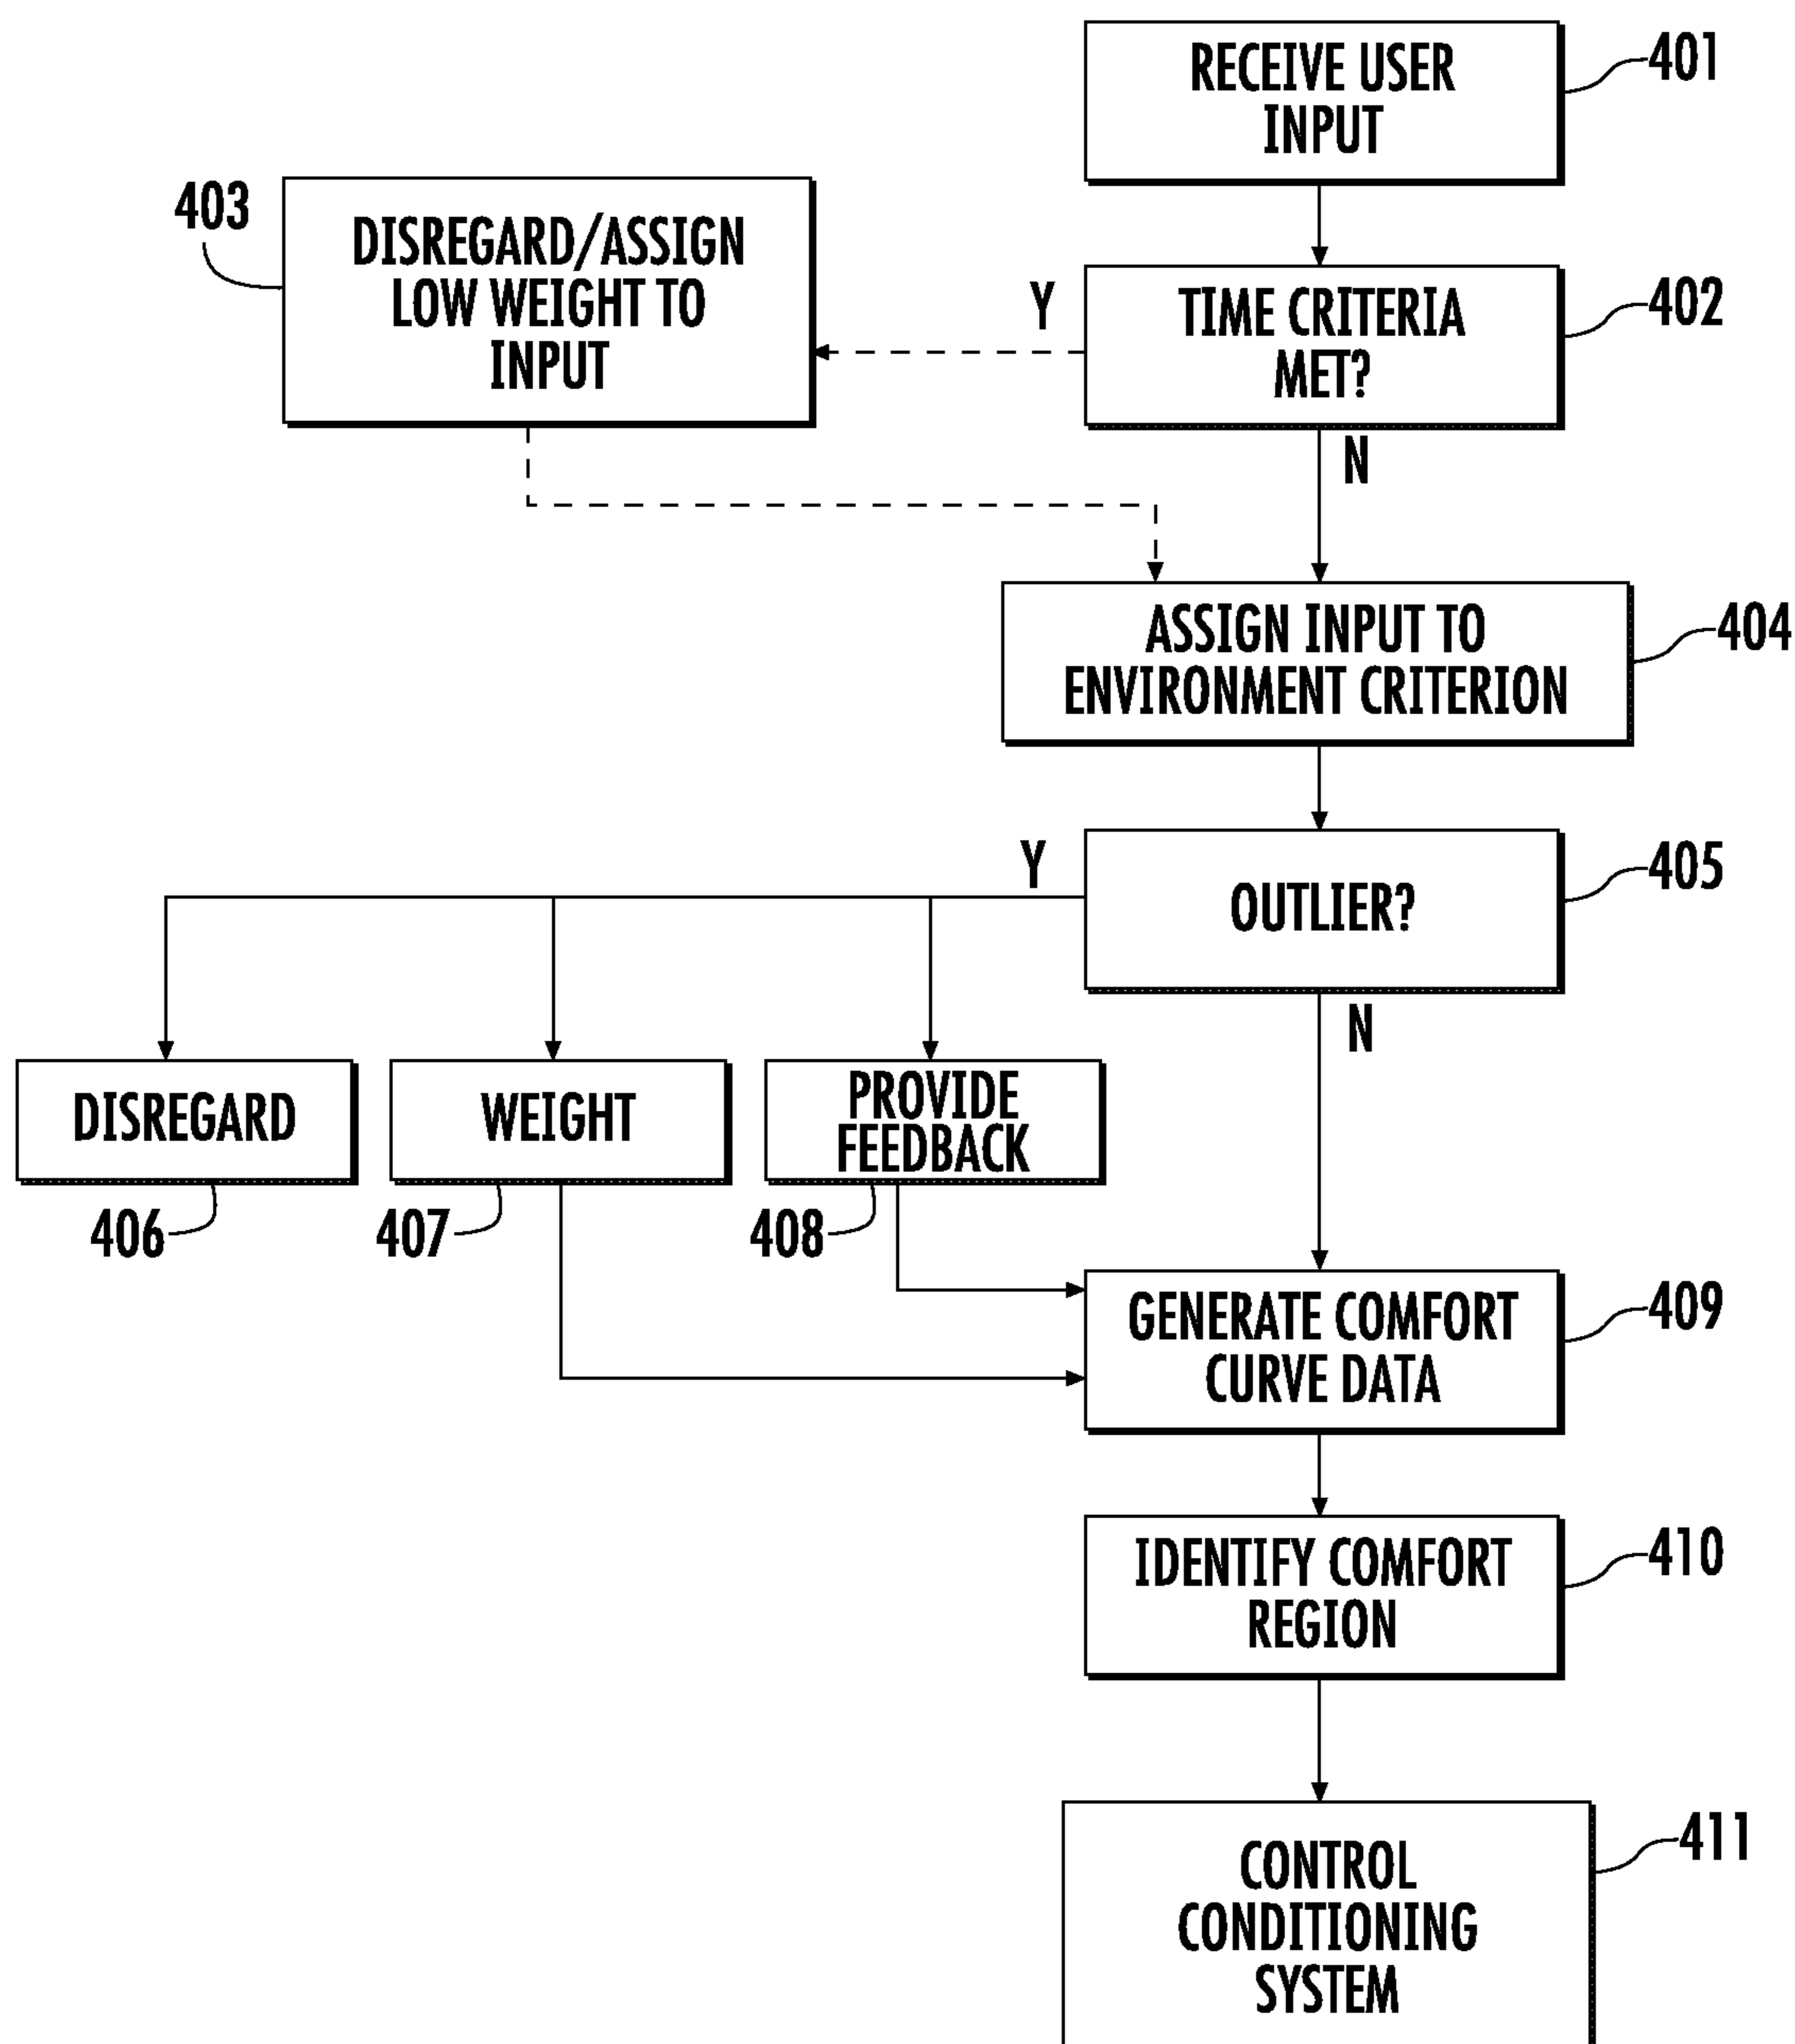 RECEIVE USER
INPUT
401
403
DISREGARD/ASSIGN
LOW WEIGHT TO
INPUT
Y
TIME CRITERIA
MET?
402
N
ASSIGN INPUT TO
ENVIRONMENT CRITERION
404
Y
OUTLIER?
405
N
DISREGARD
406
WEIGHT
407
PROVIDE
FEEDBACK
408
GENERATE COMFORT
CURVE DATA
409
IDENTIFY COMFORT
REGION
410
CONTROL
CONDITIONING
SYSTEM
411